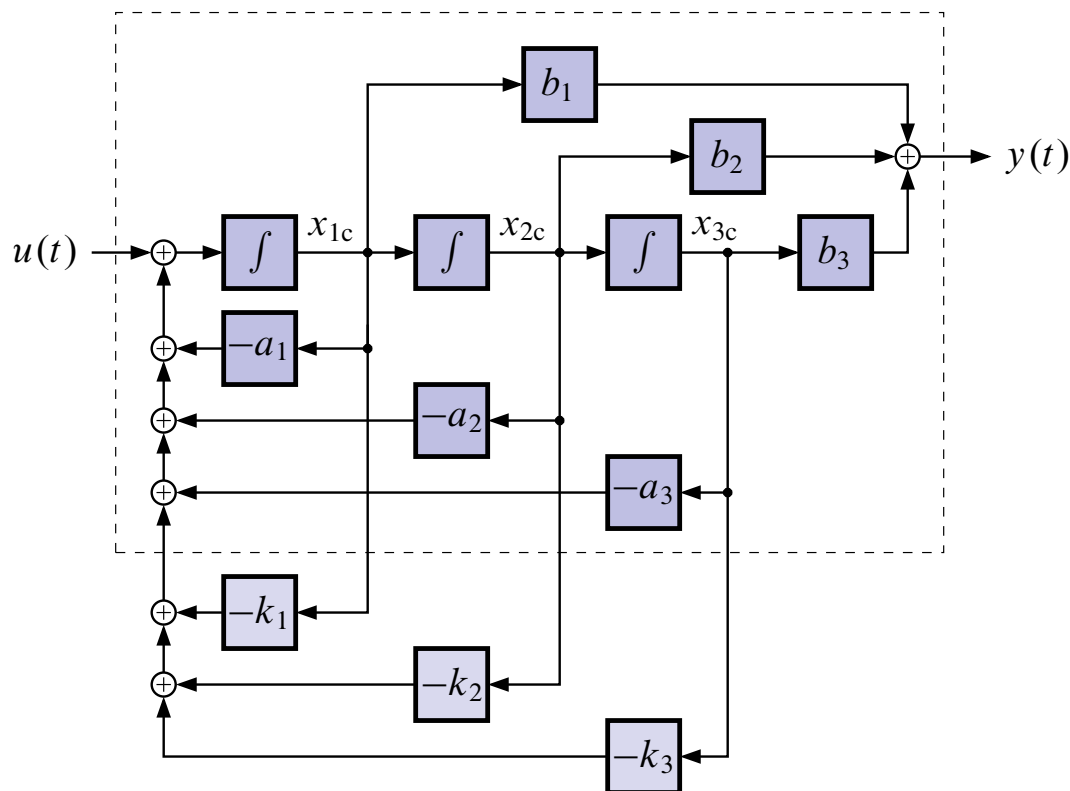 b₁
b₂
y(t)
u(t)
∫
x₁c
∫
x₂c
∫
x₃c
b₃
−a₁
−a₂
−a₃
−k₁
−k₂
−k₃